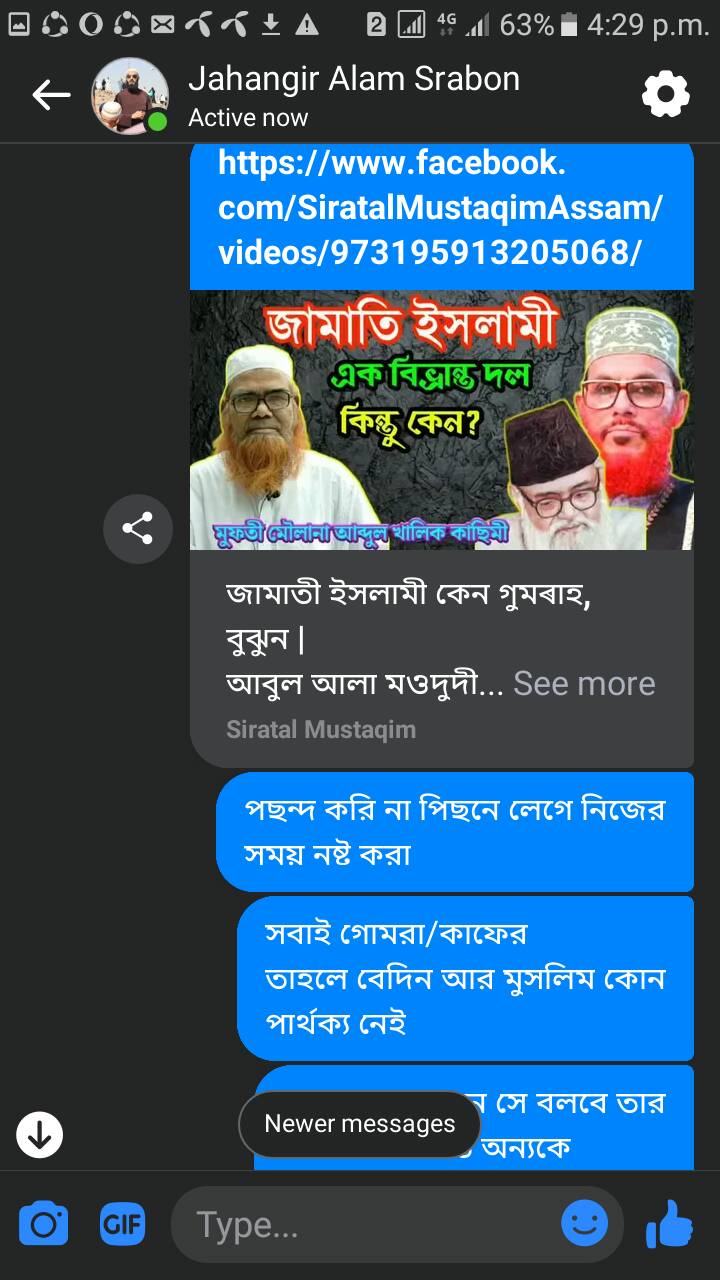 2 4G 63% 4:29 p.m.
Jahangir Alam Srabon
Active now
https://www.facebook.
com/SiratalMustaqimAssam/
videos/973195913205068/
জামাতি ইসলামী
এক বিভ্রান্ত দল
কিন্তু কেন?
মুফতী মৌলানা আব্দুল খালিক কাছিমী
জামাতী ইসলামী কেন গুমৰাহ,
বুঝুন |
আবুল আলা মওদুদী... See more
Siratal Mustaqim
পছন্দ করি না পিছনে লেগে নিজের
সময় নষ্ট করা
সবাই গোমরা/কাফের
তাহলে বেদিন আর মুসলিম কোন
পার্থক্য নেই
সে বলবে তার
অন্যকে
Newer messages
GIF
Type...